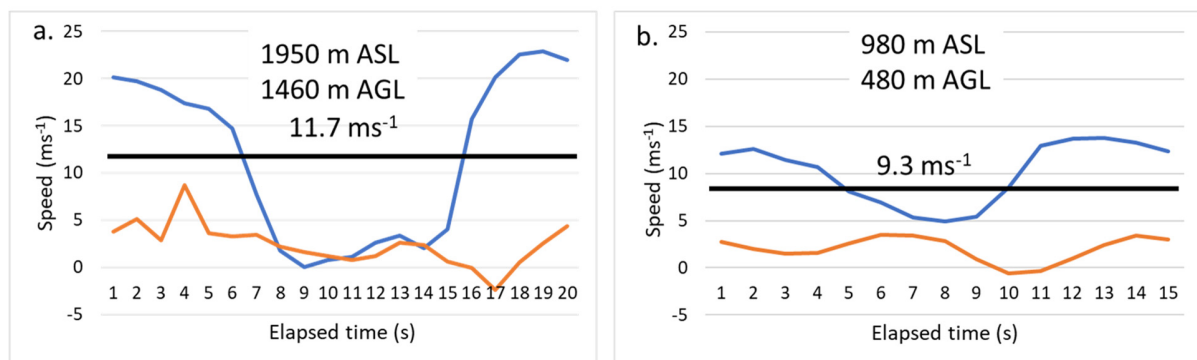 a.
1950 m ASL
1460 m AGL
11.7 ms⁻¹
Speed (ms⁻¹)
25
20
15
10
5
0
-5
1 2 3 4 5 6 7 8 9 10 11 12 13 14 15 16 17 18 19 20
Elapsed time (s)
b.
980 m ASL
480 m AGL
9.3 ms⁻¹
Speed (ms⁻¹)
25
20
15
10
5
0
-5
1 2 3 4 5 6 7 8 9 10 11 12 13 14 15
Elapsed time (s)